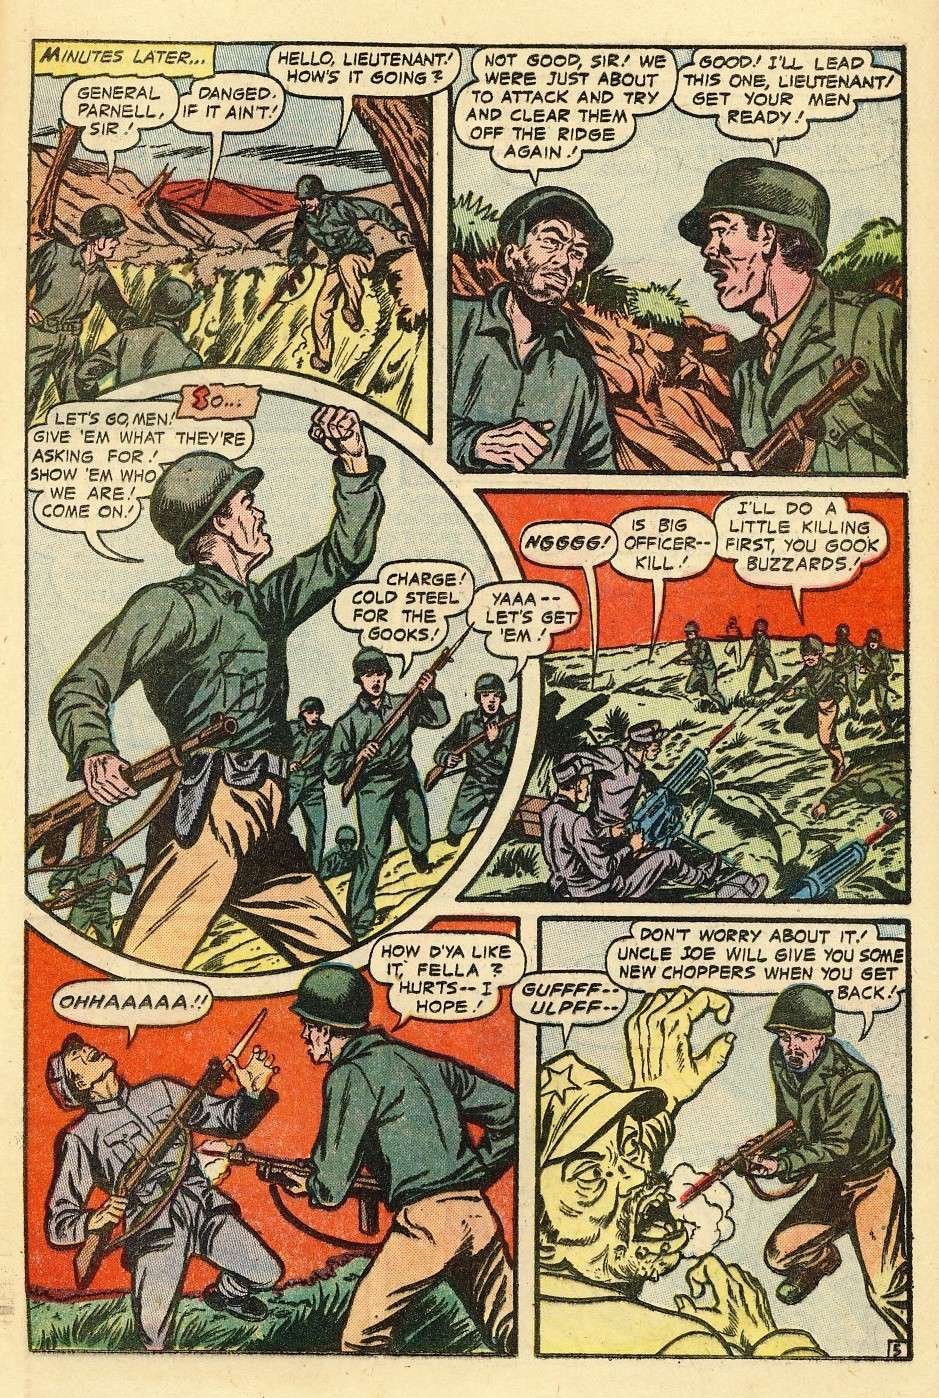 MINUTES LATER...
GENERAL
PARNELL,
SIR!
DANGED.
IF IT AIN'T!
HELLO, LIEUTENANT!
HOW'S IT GOING?
NOT GOOD, SIR! WE
WERE JUST ABOUT
TO ATTACK AND TRY
AND CLEAR THEM
OFF THE RIDGE
AGAIN!
GOOD! I'LL LEAD
THIS ONE, LIEUTENANT!
GET YOUR MEN
READY!
SO...
LET'S GO, MEN!
GIVE 'EM WHAT THEY'RE
ASKING FOR!
SHOW 'EM WHO
WE ARE!
COME ON!
CHARGE!
COLD STEEL
FOR THE
GOOKS!
YAAA--
LET'S GET
'EM!
NGGGG!
IS BIG
OFFICER--
KILL!
I'LL DO A
LITTLE KILLING
FIRST, YOU GOOK
BUZZARDS!
OHHAAAAA!!
HOW D'YA LIKE
IT, FELLA?
HURTS-- I
HOPE!
GUFFFF--
ULPFF--
DON'T WORRY ABOUT IT!
UNCLE JOE WILL GIVE YOU SOME
NEW CHOPPERS WHEN YOU GET
BACK!
5